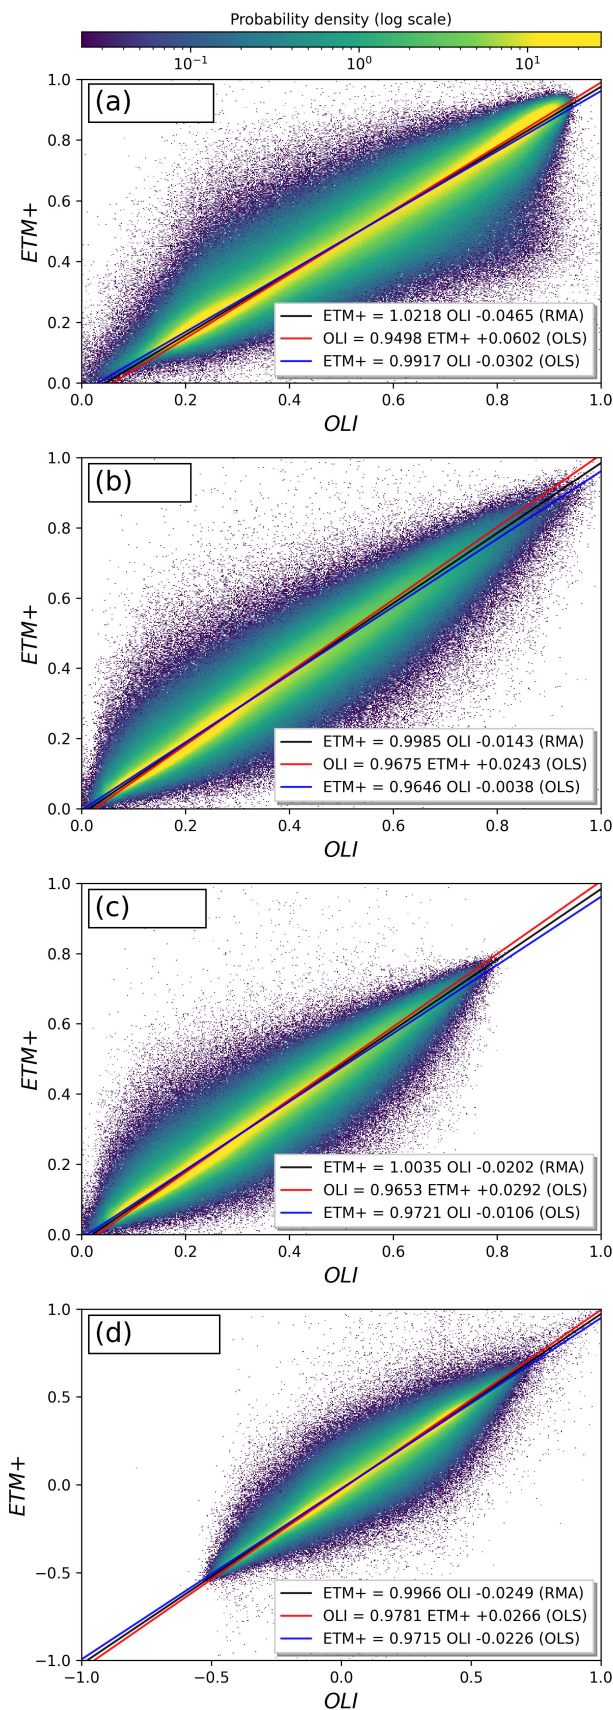 Probability density (log scale)
10⁻¹ 10⁰ 10¹
(a)
1.0
0.8
0.6
0.4
0.2
0.0
ETM+
ETM+ = 1.0218 OLI -0.0465 (RMA)
OLI = 0.9498 ETM+ +0.0602 (OLS)
ETM+ = 0.9917 OLI -0.0302 (OLS)
0.0 0.2 0.4 0.6 0.8 1.0
OLI
(b)
1.0
0.8
0.6
0.4
0.2
0.0
ETM+
ETM+ = 0.9985 OLI -0.0143 (RMA)
OLI = 0.9675 ETM+ +0.0243 (OLS)
ETM+ = 0.9646 OLI -0.0038 (OLS)
0.0 0.2 0.4 0.6 0.8 1.0
OLI
(c)
1.0
0.8
0.6
0.4
0.2
0.0
ETM+
ETM+ = 1.0035 OLI -0.0202 (RMA)
OLI = 0.9653 ETM+ +0.0292 (OLS)
ETM+ = 0.9721 OLI -0.0106 (OLS)
0.0 0.2 0.4 0.6 0.8 1.0
OLI
(d)
1.0
0.5
0.0
−0.5
−1.0
ETM+
ETM+ = 0.9966 OLI -0.0249 (RMA)
OLI = 0.9781 ETM+ +0.0266 (OLS)
ETM+ = 0.9715 OLI -0.0226 (OLS)
−1.0 −0.5 0.0 0.5 1.0
OLI